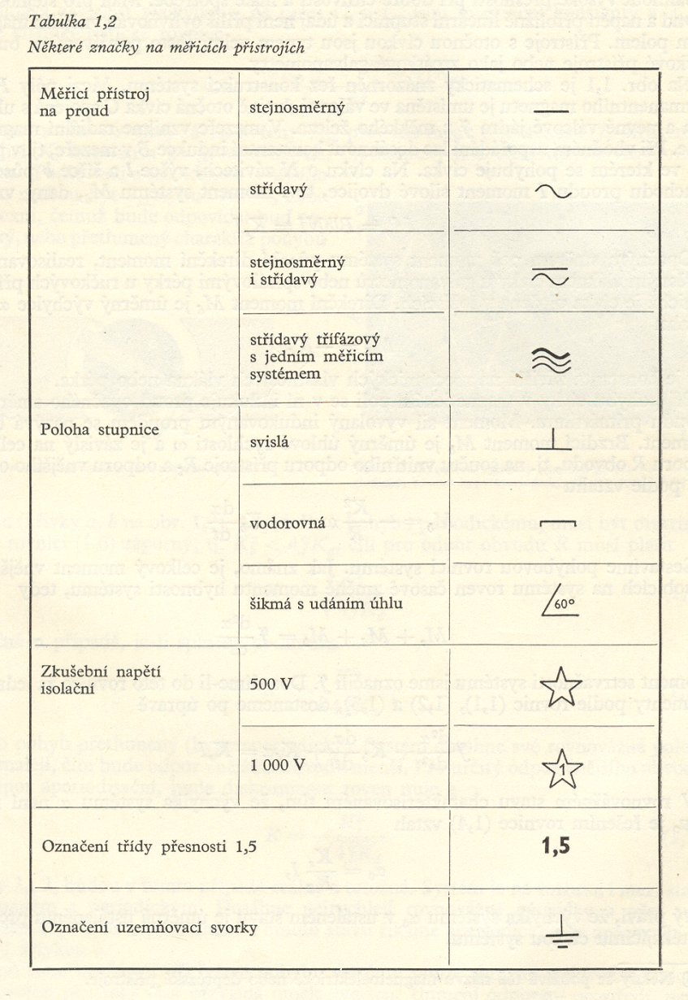 Tabulka 1,2
Některé značky na měřicích přístrojích
Měřicí přístroj
na proud
stejnosměrný
střídavý
stejnosměrný
i střídavý
střídavý třífázový
s jedním měřicím
systémem
Poloha stupnice
svislá
vodorovná
šikmá s udáním úhlu
60°
Zkušební napětí
isolační
500 V
1 000 V
1
Označení třídy přesnosti 1,5
1,5
Označení uzemňovací svorky